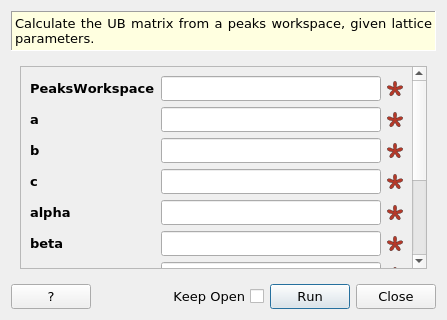 Calculate the UB matrix from a peaks workspace, given lattice
parameters.
PeaksWorkspace
a
b
c
alpha
beta
?
Keep Open
Run
Close